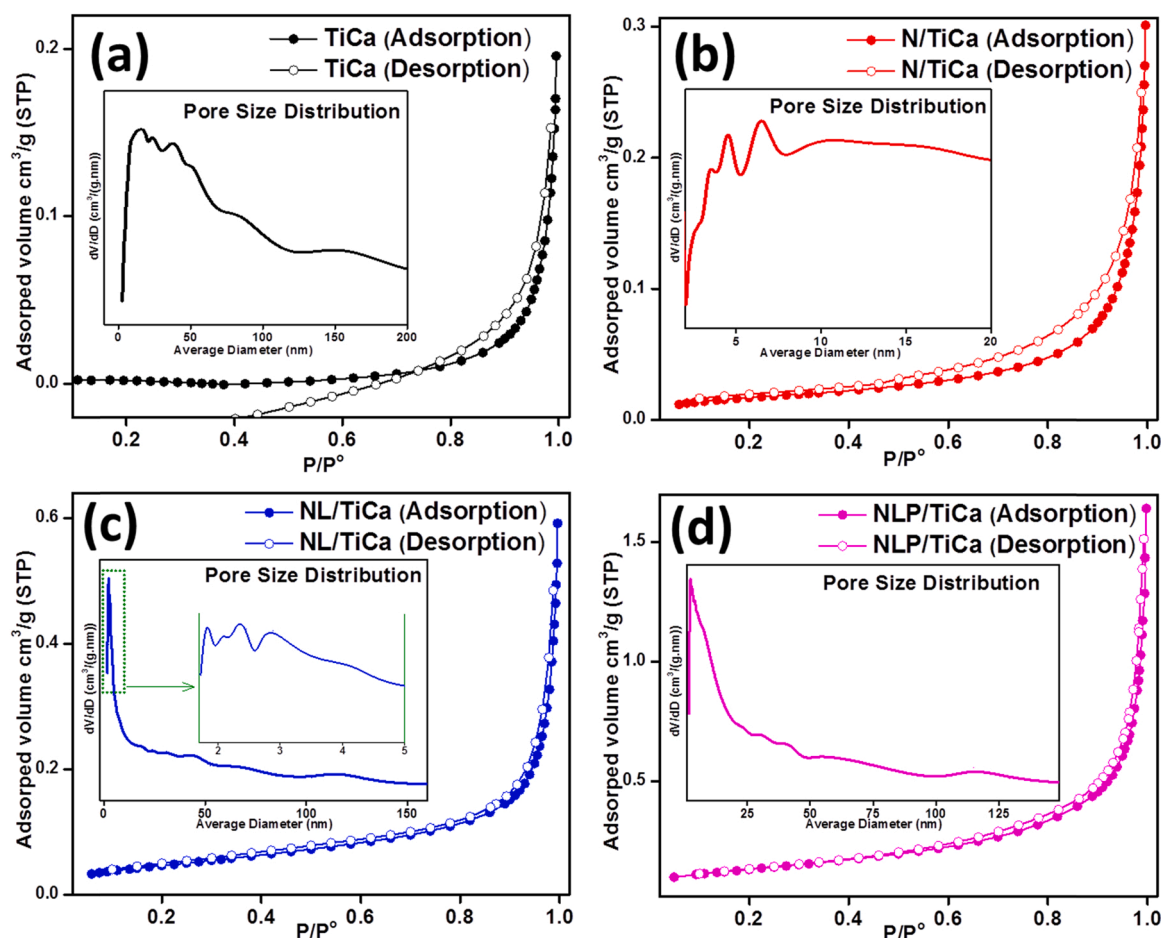 (a)
TiCa (Adsorption)
TiCa (Desorption)
Pore Size Distribution
dV/dD (cm³/(g.nm))
0 50 100 150 200
Average Diameter (nm)
Adsorped volume cm³/g (STP)
0.2
0.1
0.0
0.2 0.4 0.6 0.8 1.0
P/P°
(b)
N/TiCa (Adsorption)
N/TiCa (Desorption)
Pore Size Distribution
dV/dD (cm³/(g.nm))
5 10 15 20
Average Diameter (nm)
Adsorped volume cm³/g (STP)
0.3
0.2
0.1
0.0
0.2 0.4 0.6 0.8 1.0
P/P°
(c)
NL/TiCa (Adsorption)
NL/TiCa (Desorption)
Pore Size Distribution
2 3 4 5
dV/dD (cm³/(g.nm))
0 50 100 150
Average Diameter (nm)
Adsorped volume cm³/g (STP)
0.6
0.4
0.2
0.0
0.2 0.4 0.6 0.8 1.0
P/P°
(d)
NLP/TiCa (Adsorption)
NLP/TiCa (Desorption)
Pore Size Distribution
dV/dD (cm³/(g.nm))
25 50 75 100 125
Average Diameter (nm)
Adsorped volume cm³/g (STP)
1.5
1.0
0.5
0.2 0.4 0.6 0.8 1.0
P/P°